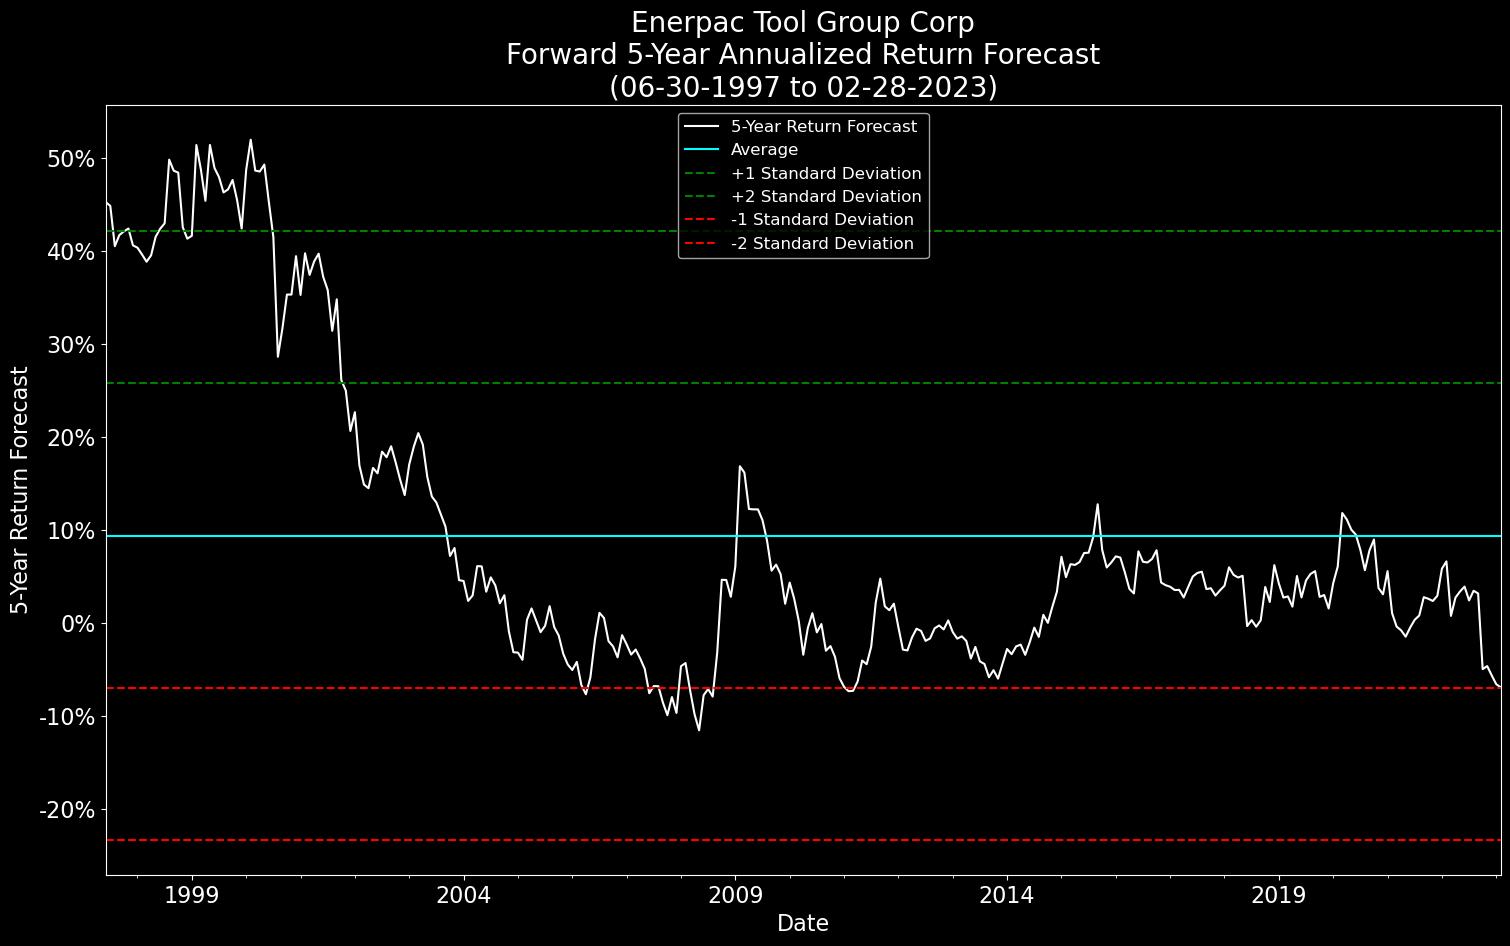 Enerpac Tool Group Corp
Forward 5-Year Annualized Return Forecast
(06-30-1997 to 02-28-2023)
5-Year Return Forecast
Average
+1 Standard Deviation
+2 Standard Deviation
-1 Standard Deviation
-2 Standard Deviation
5-Year Return Forecast
50%
40%
30%
20%
10%
0%
-10%
-20%
1999
2004
2009
2014
2019
Date